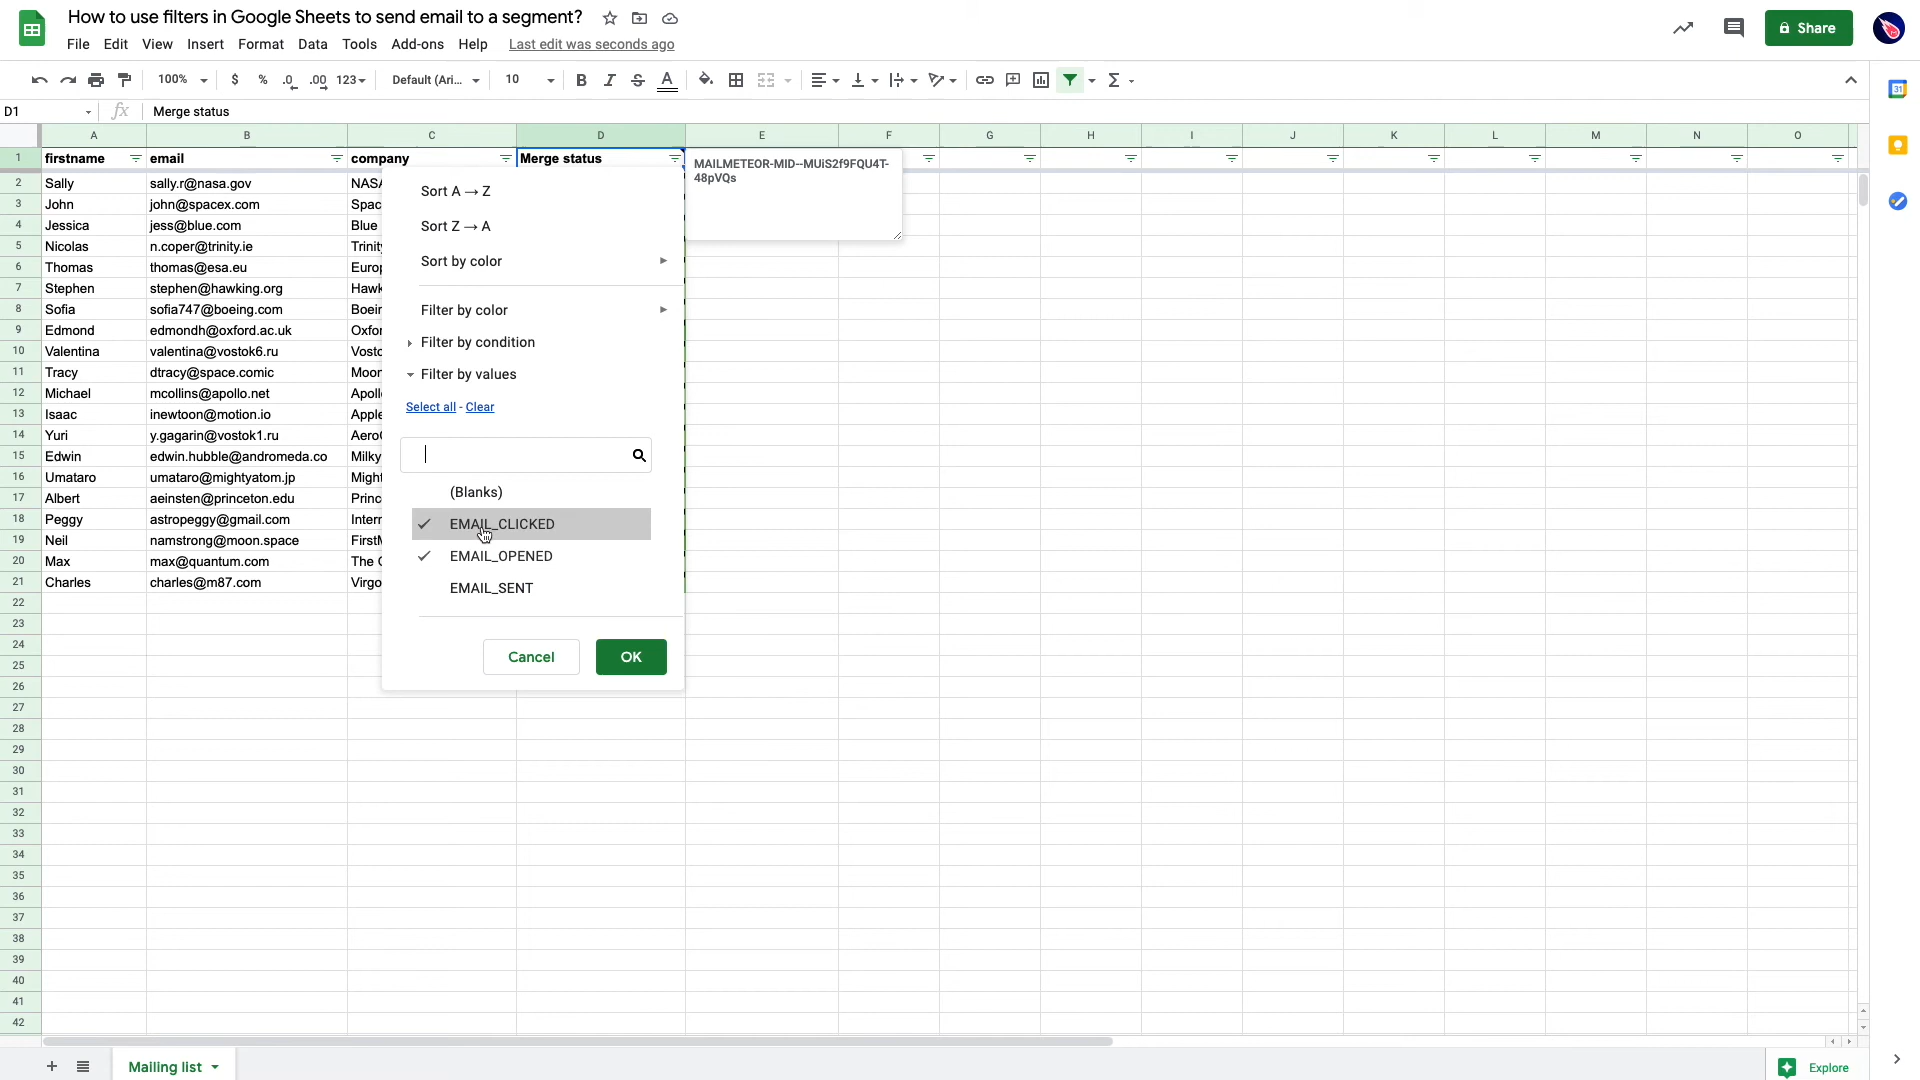 How to use filters in Google Sheets to send email to a segment?
File Edit View Insert Format Data Tools Add-ons Help Last edit was seconds ago
Share
100% $ % .0 .00 123 Default (Ari... 10 B I S A Σ
31
D1 fx Merge status
A B C D E F G H I J K L M N O
1 firstname email company Merge status
MAILMETEOR-MID--MUiS2f9FQU4T-
48pVQs
2 Sally sally.r@nasa.gov NASA
3 John john@spacex.com Spac
4 Jessica jess@blue.com Blue
5 Nicolas n.coper@trinity.ie Trinity
6 Thomas thomas@esa.eu Europ
7 Stephen stephen@hawking.org Hawk
8 Sofia sofia747@boeing.com Boein
9 Edmond edmondh@oxford.ac.uk Oxfor
10 Valentina valentina@vostok6.ru Vosto
11 Tracy dtracy@space.comic Moon
12 Michael mcollins@apollo.net Apoll
13 Isaac inewtoon@motion.io Apple
14 Yuri y.gagarin@vostok1.ru Aero
15 Edwin edwin.hubble@andromeda.co Milky
16 Umataro umataro@mightyatom.jp Might
17 Albert aeinsten@princeton.edu Princ
18 Peggy astropeggy@gmail.com Intern
19 Neil namstrong@moon.space First
20 Max max@quantum.com The
21 Charles charles@m87.com Virgo
22
23
24
25
26
27
28
29
30
31
32
33
34
35
36
37
38
39
40
41
42
Sort A → Z
Sort Z → A
Sort by color
Filter by color
Filter by condition
Filter by values
Select all - Clear
(Blanks)
EMAIL_CLICKED
EMAIL_OPENED
EMAIL_SENT
Cancel OK
Mailing list
Explore